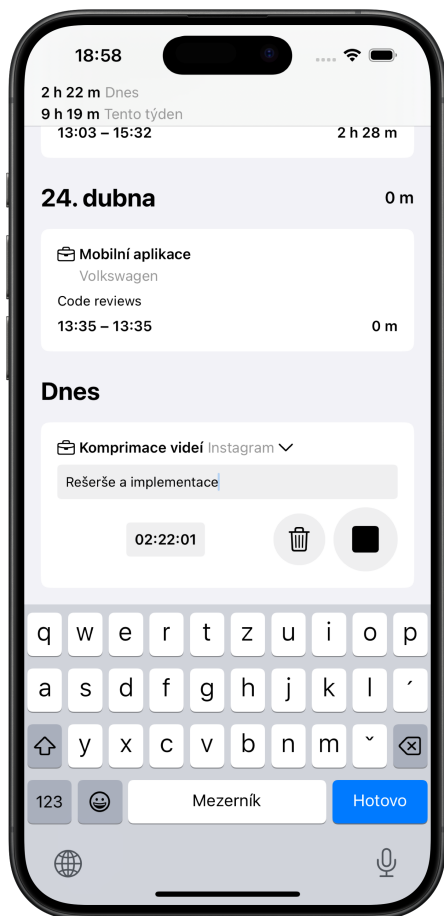 18:58
2 h 22 m Dnes
9 h 19 m Tento týden
13:03 – 15:32 2 h 28 m
24. dubna 0 m
Mobilní aplikace
Volkswagen
Code reviews
13:35 – 13:35 0 m
Dnes
Komprimace videí Instagram
Rešerše a implementace
02:22:01
q w e r t z u i o p
a s d f g h j k l ´
y x c v b n m ˇ
123 Mezerník Hotovo